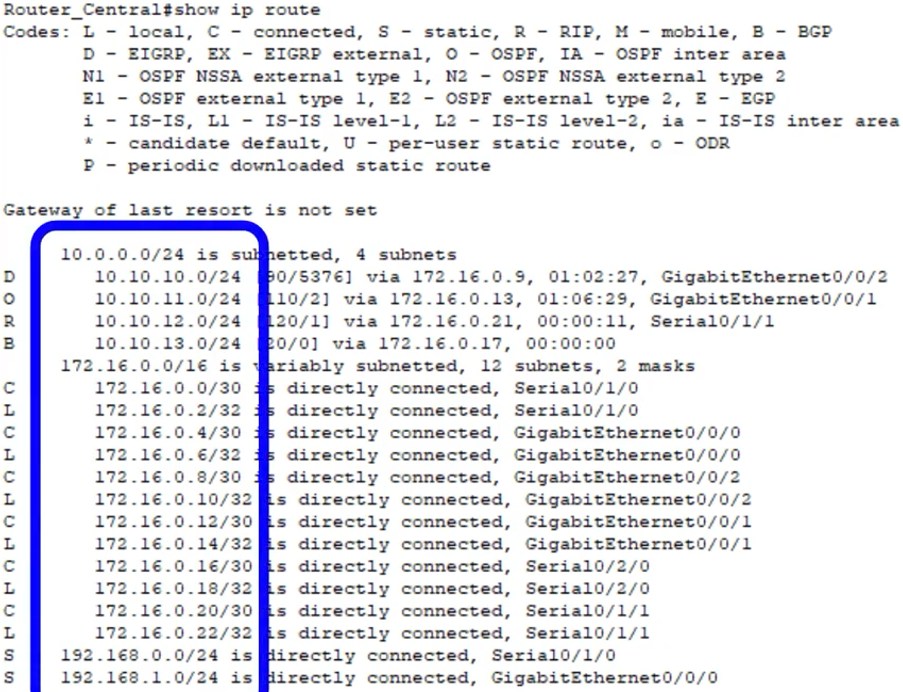 Router_Central#show ip route
Codes: L - local, C - connected, S - static, R - RIP, M - mobile, B - BGP
D - EIGRP, EX - EIGRP external, O - OSPF, IA - OSPF inter area
N1 - OSPF NSSA external type 1, N2 - OSPF NSSA external type 2
E1 - OSPF external type 1, E2 - OSPF external type 2, E - EGP
i - IS-IS, L1 - IS-IS level-1, L2 - IS-IS level-2, ia - IS-IS inter area
* - candidate default, U - per-user static route, o - ODR
P - periodic downloaded static route
Gateway of last resort is not set
10.0.0.0/24 is subnetted, 4 subnets
D 10.10.10.0/24 [90/5376] via 172.16.0.9, 01:02:27, GigabitEthernet0/0/2
O 10.10.11.0/24 [110/2] via 172.16.0.13, 01:06:29, GigabitEthernet0/0/1
R 10.10.12.0/24 [120/1] via 172.16.0.21, 00:00:11, Serial0/1/1
B 10.10.13.0/24 [20/0] via 172.16.0.17, 00:00:00
172.16.0.0/16 is variably subnetted, 12 subnets, 2 masks
C 172.16.0.0/30 is directly connected, Serial0/1/0
L 172.16.0.2/32 is directly connected, Serial0/1/0
C 172.16.0.4/30 is directly connected, GigabitEthernet0/0/0
L 172.16.0.6/32 is directly connected, GigabitEthernet0/0/0
C 172.16.0.8/30 is directly connected, GigabitEthernet0/0/2
L 172.16.0.10/32 is directly connected, GigabitEthernet0/0/2
C 172.16.0.12/30 is directly connected, GigabitEthernet0/0/1
L 172.16.0.14/32 is directly connected, GigabitEthernet0/0/1
C 172.16.0.16/30 is directly connected, Serial0/2/0
L 172.16.0.18/32 is directly connected, Serial0/2/0
C 172.16.0.20/30 is directly connected, Serial0/1/1
L 172.16.0.22/32 is directly connected, Serial0/1/1
S 192.168.0.0/24 is directly connected, Serial0/1/0
S 192.168.1.0/24 is directly connected, GigabitEthernet0/0/0